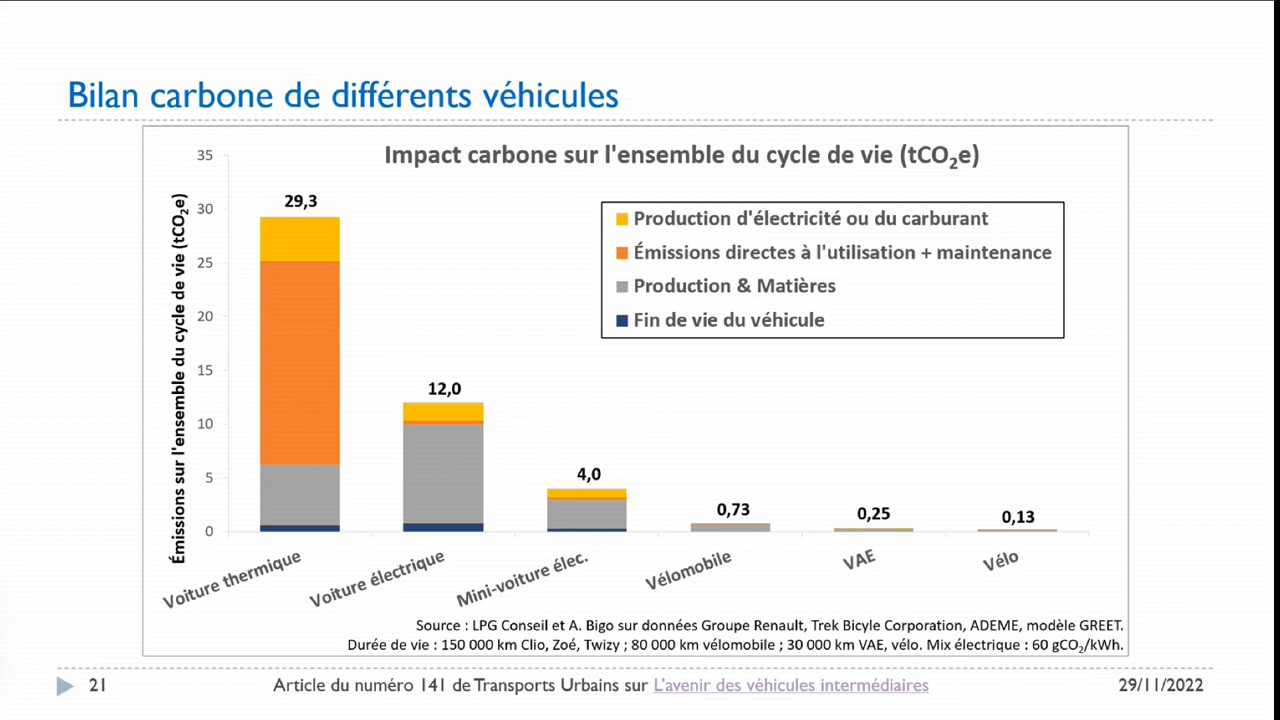 Bilan carbone de différents véhicules
Impact carbone sur l'ensemble du cycle de vie (tCO₂e)
Émissions sur l'ensemble du cycle de vie (tCO₂e)
35
30
25
20
15
10
5
0
Production d'électricité ou du carburant
Émissions directes à l'utilisation + maintenance
Production & Matières
Fin de vie du véhicule
29,3
12,0
4,0
0,73
0,25
0,13
Voiture thermique
Voiture électrique
Mini-voiture élec.
Vélomobile
VAE
Vélo
Source : LPG Conseil et A. Bigo sur données Groupe Renault, Trek Bicyle Corporation, ADEME, modèle GREET.
Durée de vie : 150 000 km Clio, Zoé, Twizy ; 80 000 km vélomobile ; 30 000 km VAE, vélo. Mix électrique : 60 gCO₂/kWh.
21
Article du numéro 141 de Transports Urbains sur L'avenir des véhicules intermédiaires
29/11/2022